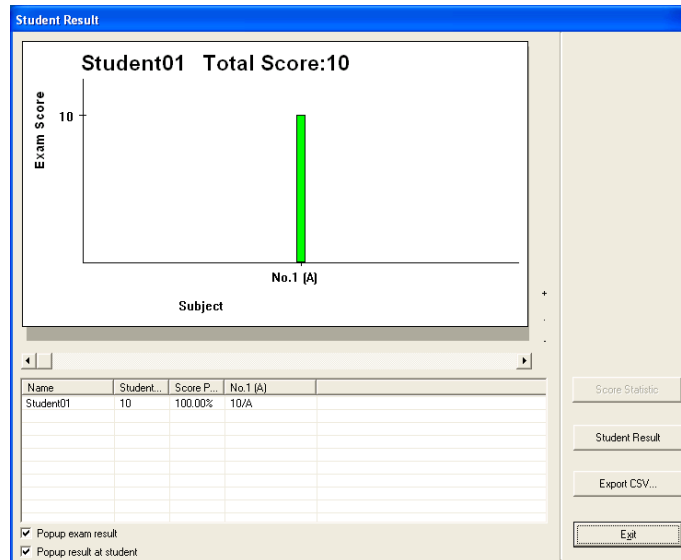 Student Result
Student01 Total Score:10
Exam Score
10
No.1 (A)
Subject
Name Student... Score P... No.1 (A)
Student01 10 100.00% 10/A
Score Statistic
Student Result
Export CSV...
Exit
Popup exam result
Popup result at student